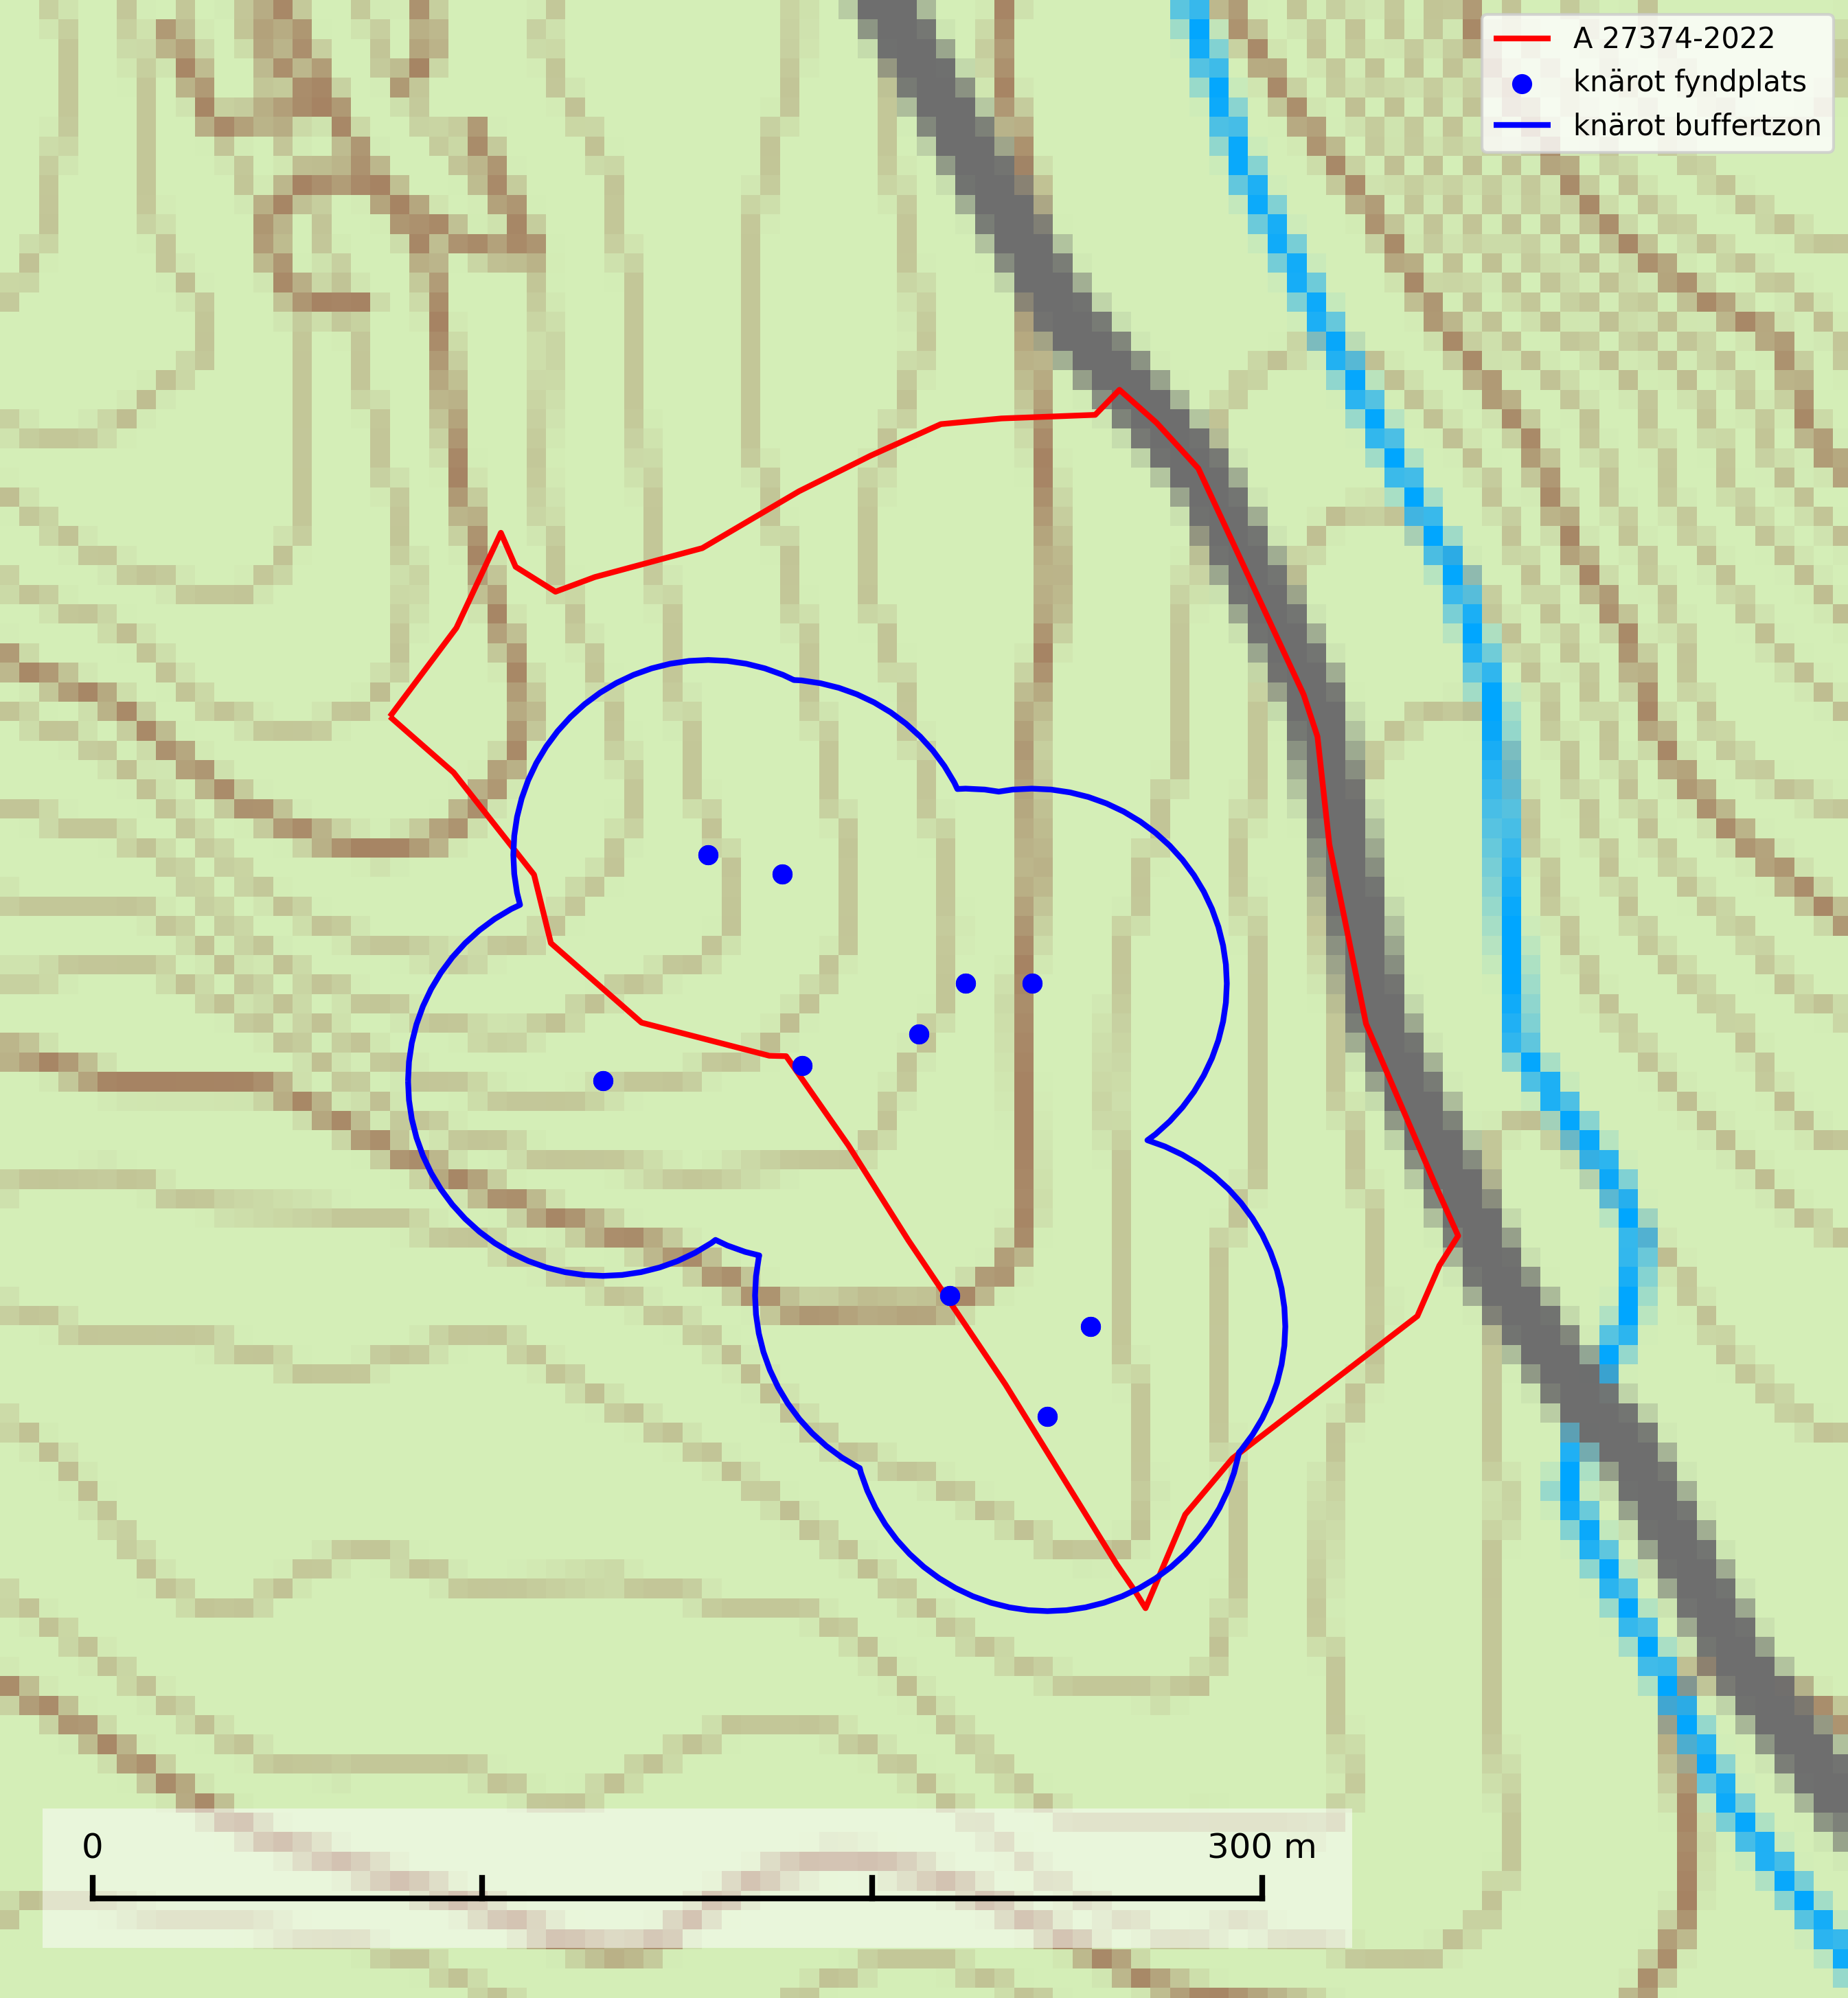 A 27374-2022
knärot fyndplats
knärot buffertzon
0
300 m